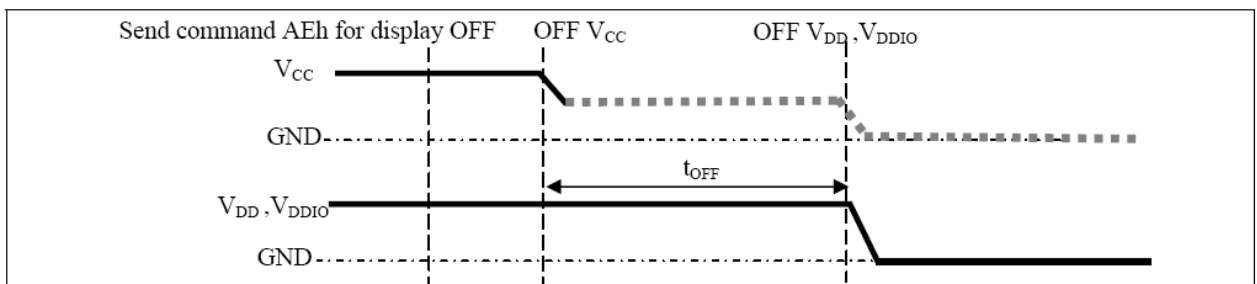 Send command AEh for display OFF OFF VCC OFF VDD ,VDDIO
VCC
GND
tOFF
VDD ,VDDIO
GND